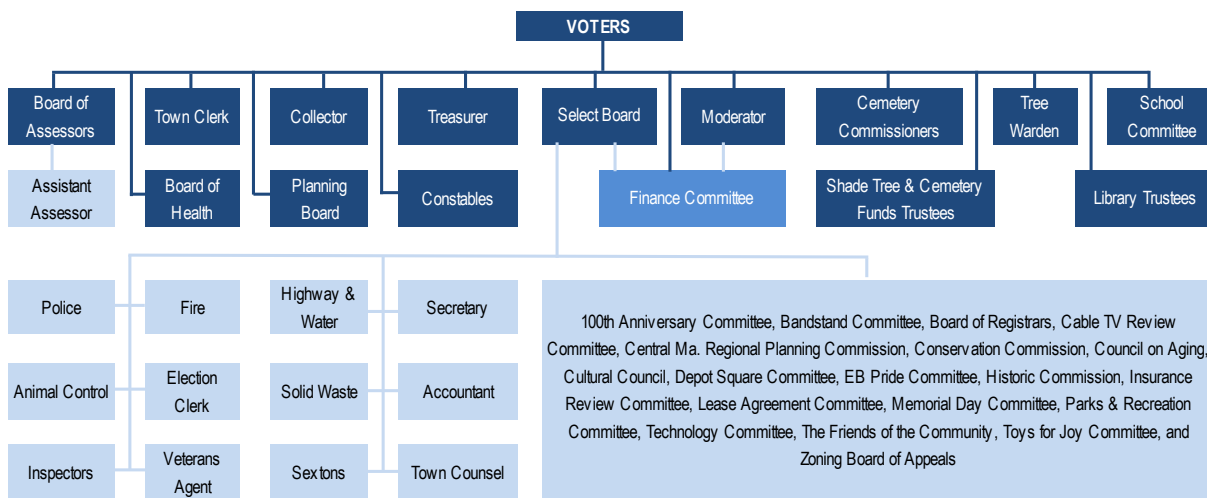 VOTERS
Board of
Assessors
Town Clerk
Collector
Treasurer
Select Board
Moderator
Cemetery
Commissioners
Tree
Warden
School
Committee
Assistant
Assessor
Board of
Health
Planning
Board
Constables
Finance Committee
Shade Tree & Cemetery
Funds Trustees
Library Trustees
Police
Fire
Highway &
Water
Secretary
Animal Control
Election
Clerk
Solid Waste
Accountant
Inspectors
Veterans
Agent
Sextons
Town Counsel
100th Anniversary Committee, Bandstand Committee, Board of Registrars, Cable TV Review
Committee, Central Ma. Regional Planning Commission, Conservation Commission, Council on Aging,
Cultural Council, Depot Square Committee, EB Pride Committee, Historic Commission, Insurance
Review Committee, Lease Agreement Committee, Memorial Day Committee, Parks & Recreation
Committee, Technology Committee, The Friends of the Community, Toys for Joy Committee, and
Zoning Board of Appeals